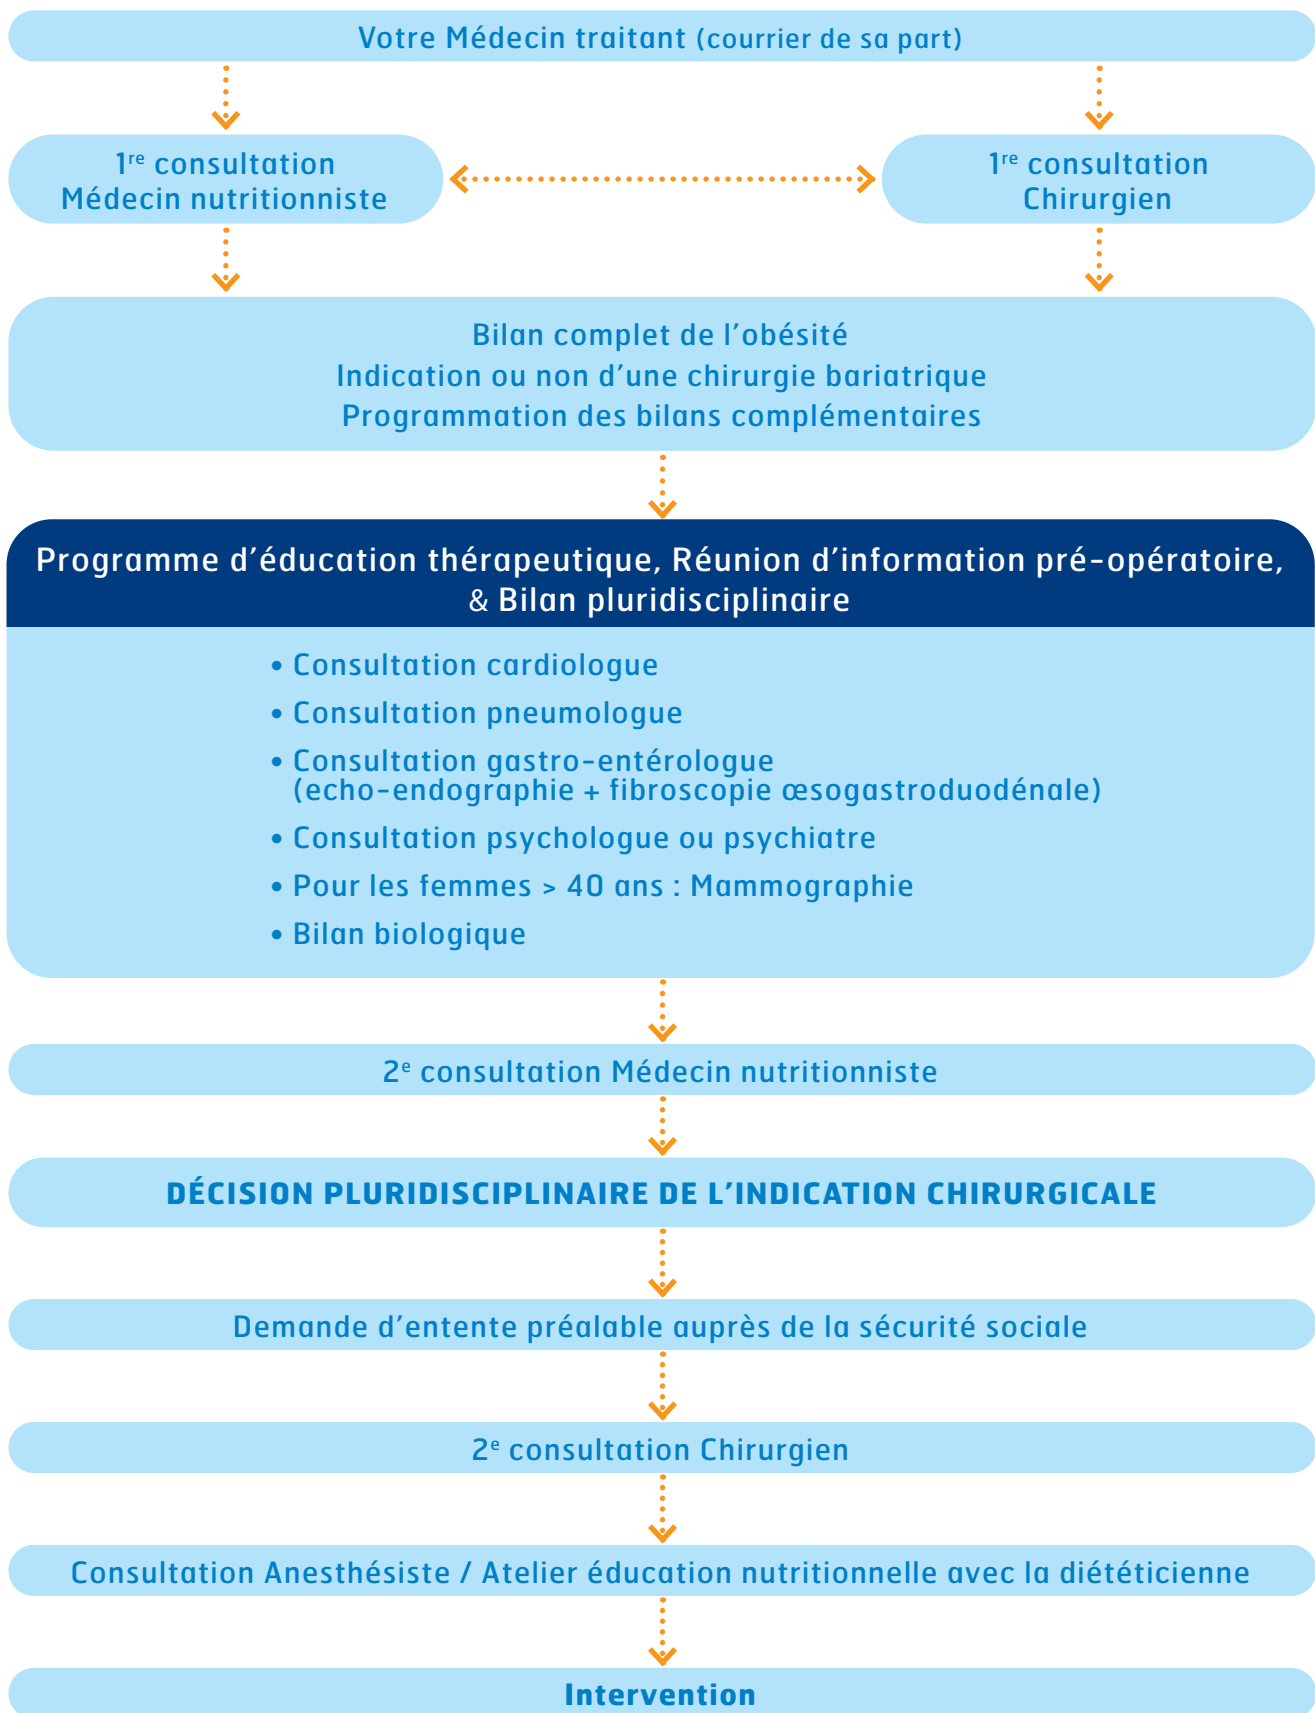 Votre Médecin traitant (courrier de sa part)
1re consultation
Médecin nutritionniste
1re consultation
Chirurgien
Bilan complet de l'obésité
Indication ou non d'une chirurgie bariatrique
Programmation des bilans complémentaires
Programme d'éducation thérapeutique, Réunion d'information pré-opératoire,
& Bilan pluridisciplinaire
• Consultation cardiologue
• Consultation pneumologue
• Consultation gastro-entérologue
(echo-endographie + fibroscopie œsogastroduodénale)
• Consultation psychologue ou psychiatre
• Pour les femmes > 40 ans : Mammographie
• Bilan biologique
2e consultation Médecin nutritionniste
DÉCISION PLURIDISCIPLINAIRE DE L'INDICATION CHIRURGICALE
Demande d'entente préalable auprès de la sécurité sociale
2e consultation Chirurgien
Consultation Anesthésiste / Atelier éducation nutritionnelle avec la diététicienne
Intervention